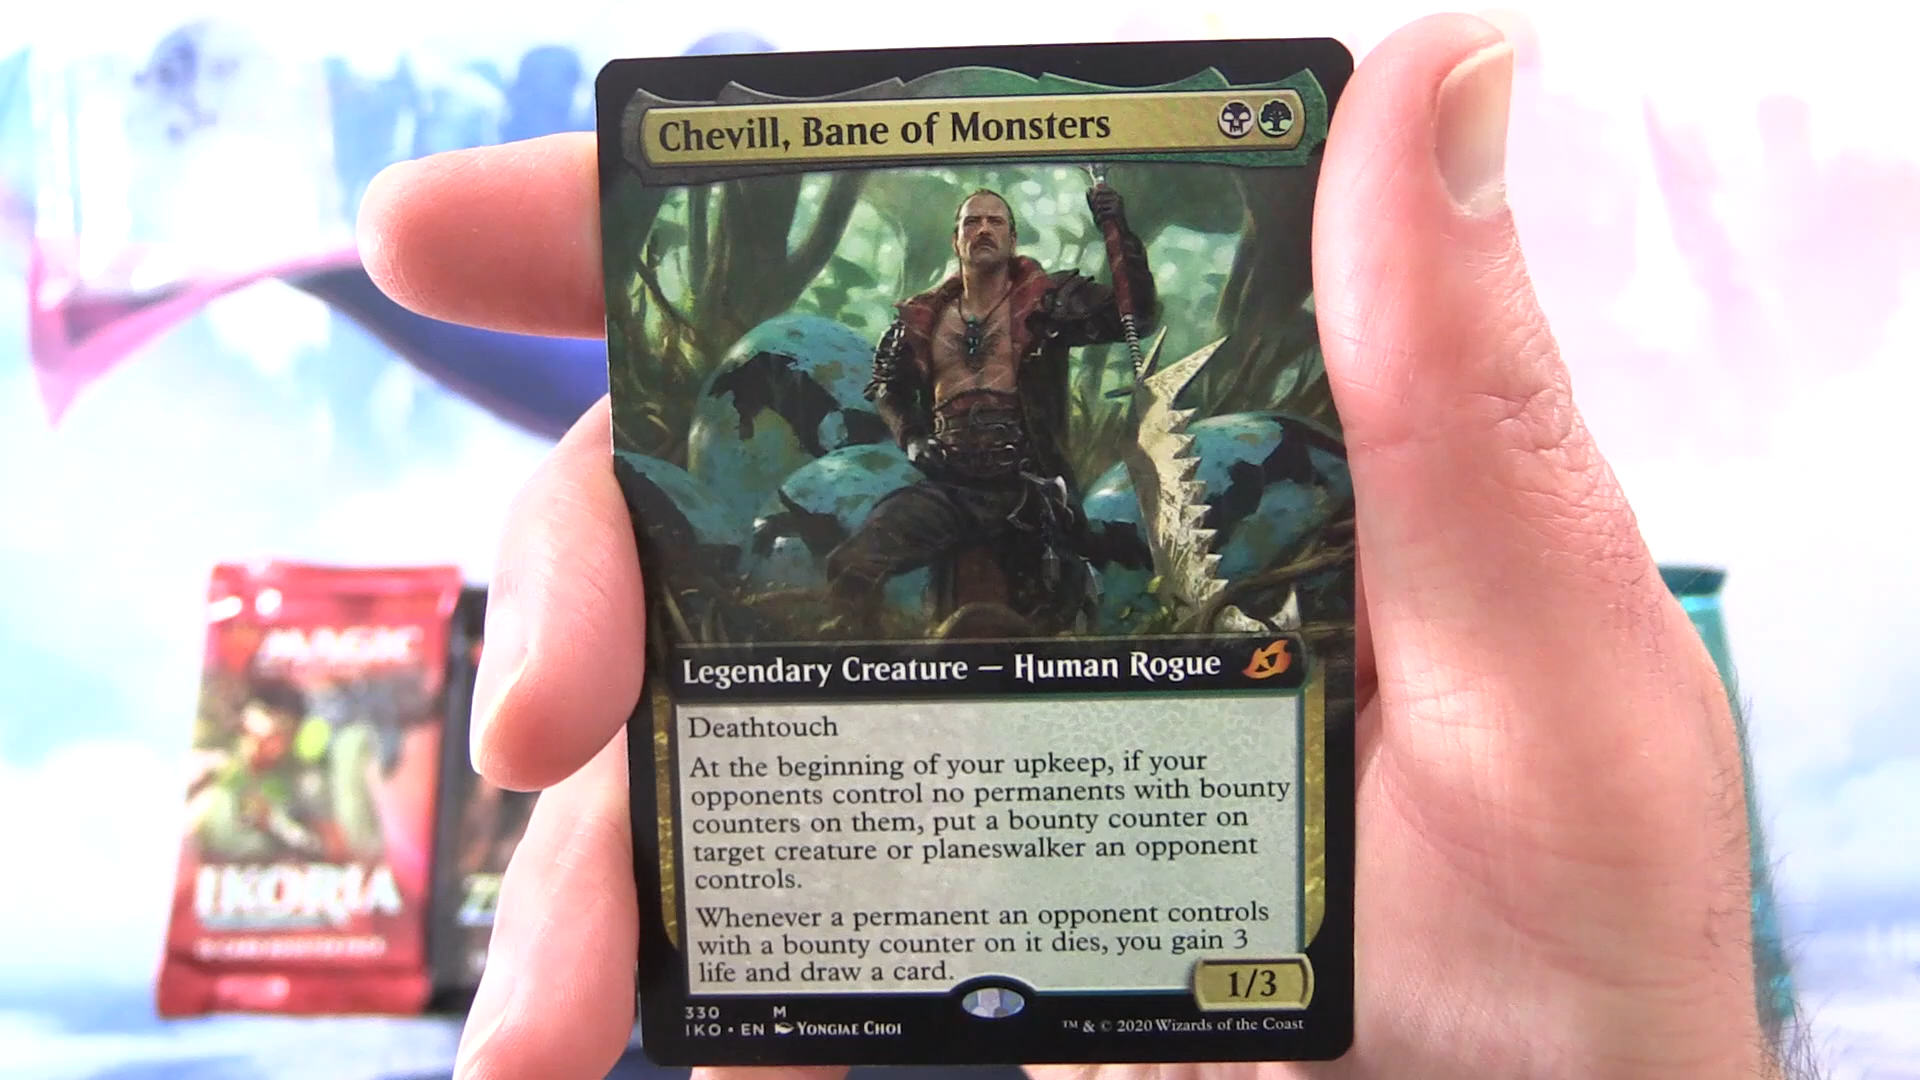 Chevill, Bane of Monsters
Legendary Creature — Human Rogue
Deathtouch
At the beginning of your upkeep, if your
opponents control no permanents with bounty
counters on them, put a bounty counter on
target creature or planeswalker an opponent
controls.
Whenever a permanent an opponent controls
with a bounty counter on it dies, you gain 3
life and draw a card.
1/3
330 M
IKO • EN YONGJAE CHOI
™ & © 2020 Wizards of the Coast
MAGIC
IKORIA